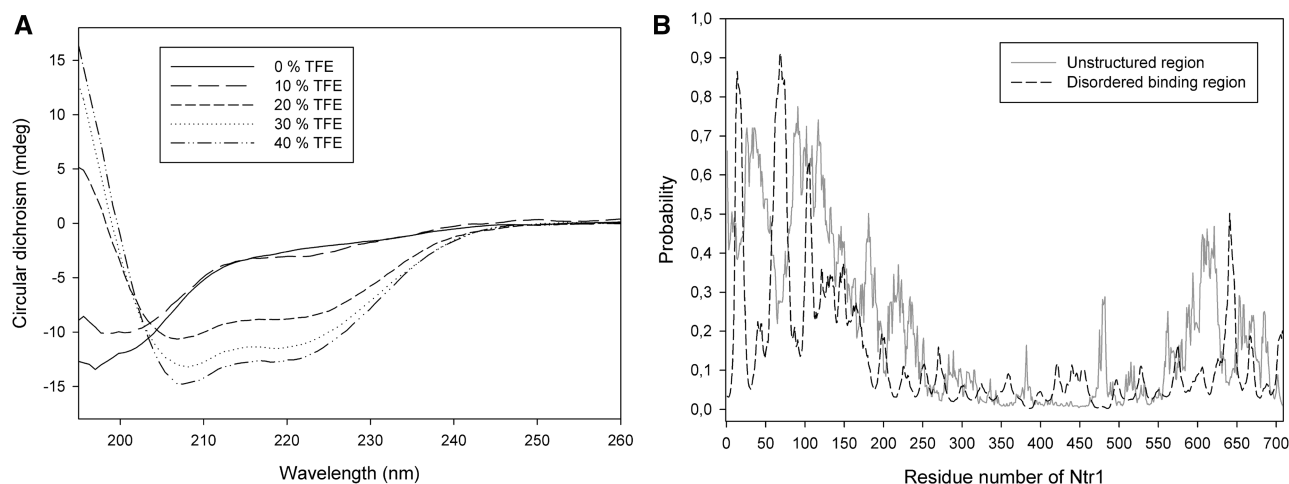 A
15
10
5
0
-5
-10
-15
Circular dichroism (mdeg)
0 % TFE
10 % TFE
20 % TFE
30 % TFE
40 % TFE
200 210 220 230 240 250 260
Wavelength (nm)
B
1,0
0,9
0,8
0,7
0,6
0,5
0,4
0,3
0,2
0,1
0,0
Probability
Unstructured region
Disordered binding region
0 50 100 150 200 250 300 350 400 450 500 550 600 650 700
Residue number of Ntr1